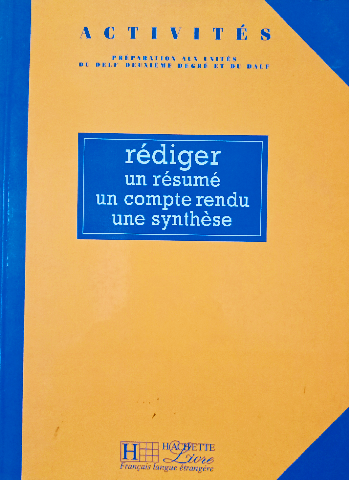 ACTIVITÉS
PRÉPARATION AUX UNITÉS
DU DELF DEUXIÈME DEGRÉ ET DU DALF
rédiger
un résumé
un compte rendu
une synthèse
H HACHETTE
Livre
Français langue étrangère